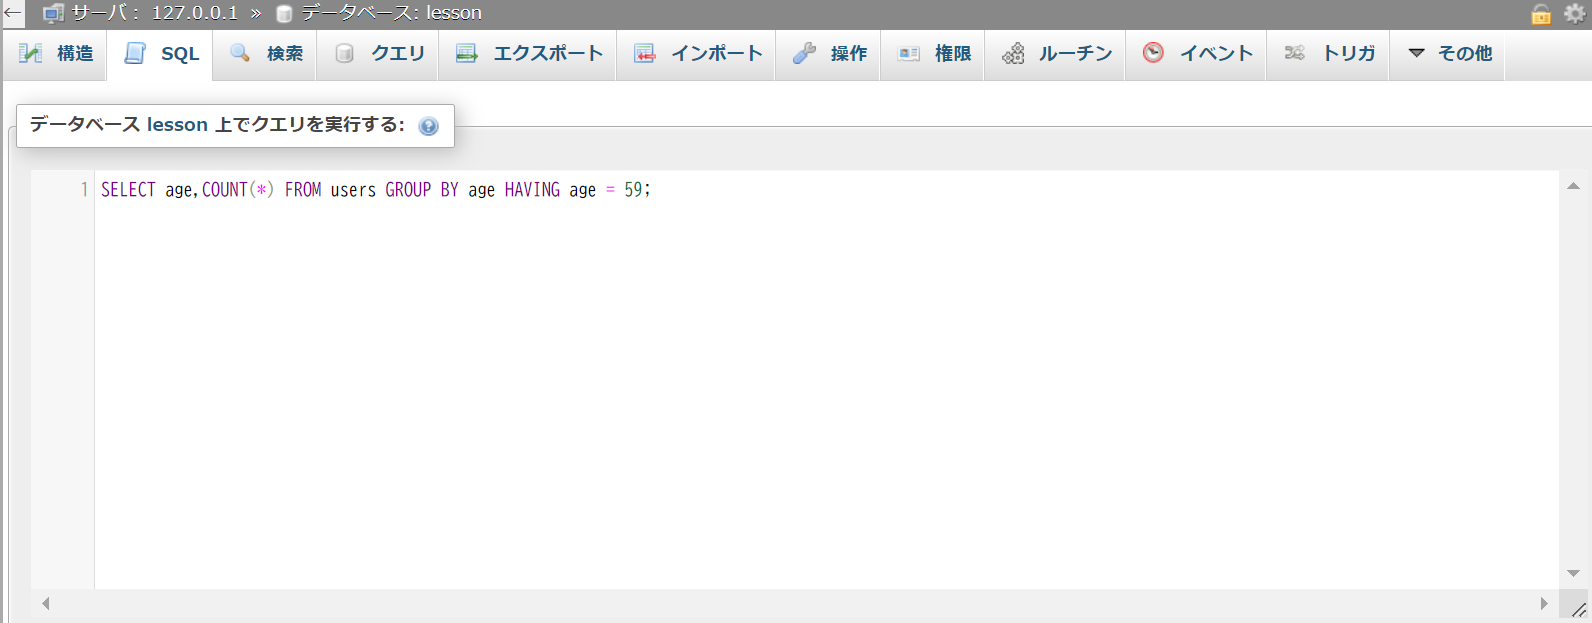 ← サーバ： 127.0.0.1 » データベース: lesson
構造 SQL 検索 クエリ エクスポート インポート 操作 権限 ルーチン イベント トリガ ▼ その他
データベース lesson 上でクエリを実行する:
1 SELECT age,COUNT(*) FROM users GROUP BY age HAVING age = 59;